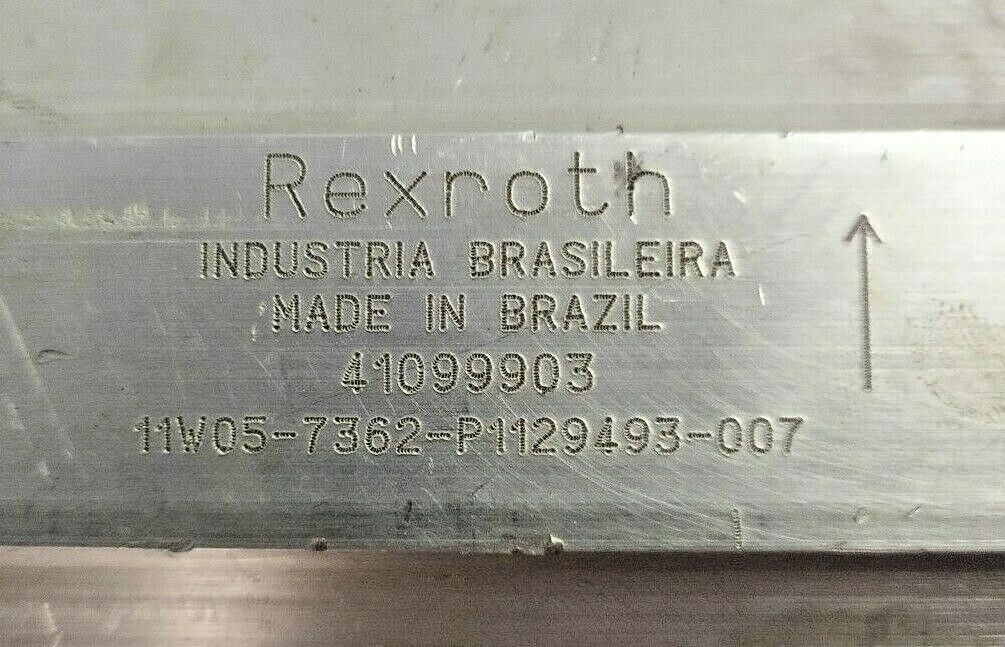 Rexroth
INDUSTRIA BRASILEIRA
MADE IN BRAZIL
41099903
11W05-7362-P1129493-007